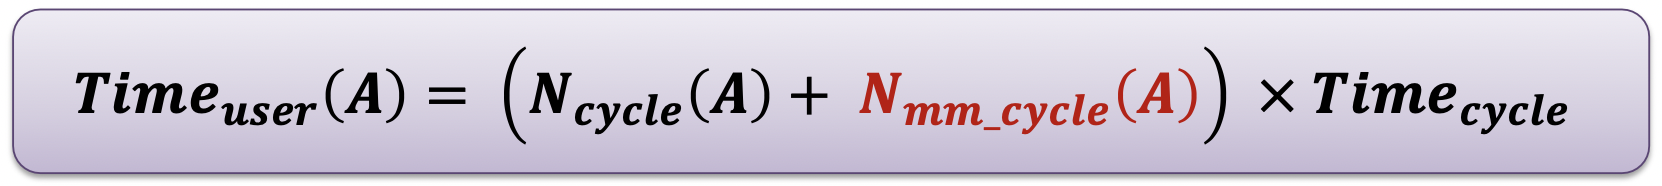 Time_user(A) = (N_cycle(A) + N_mm_cycle(A)) × Time_cycle